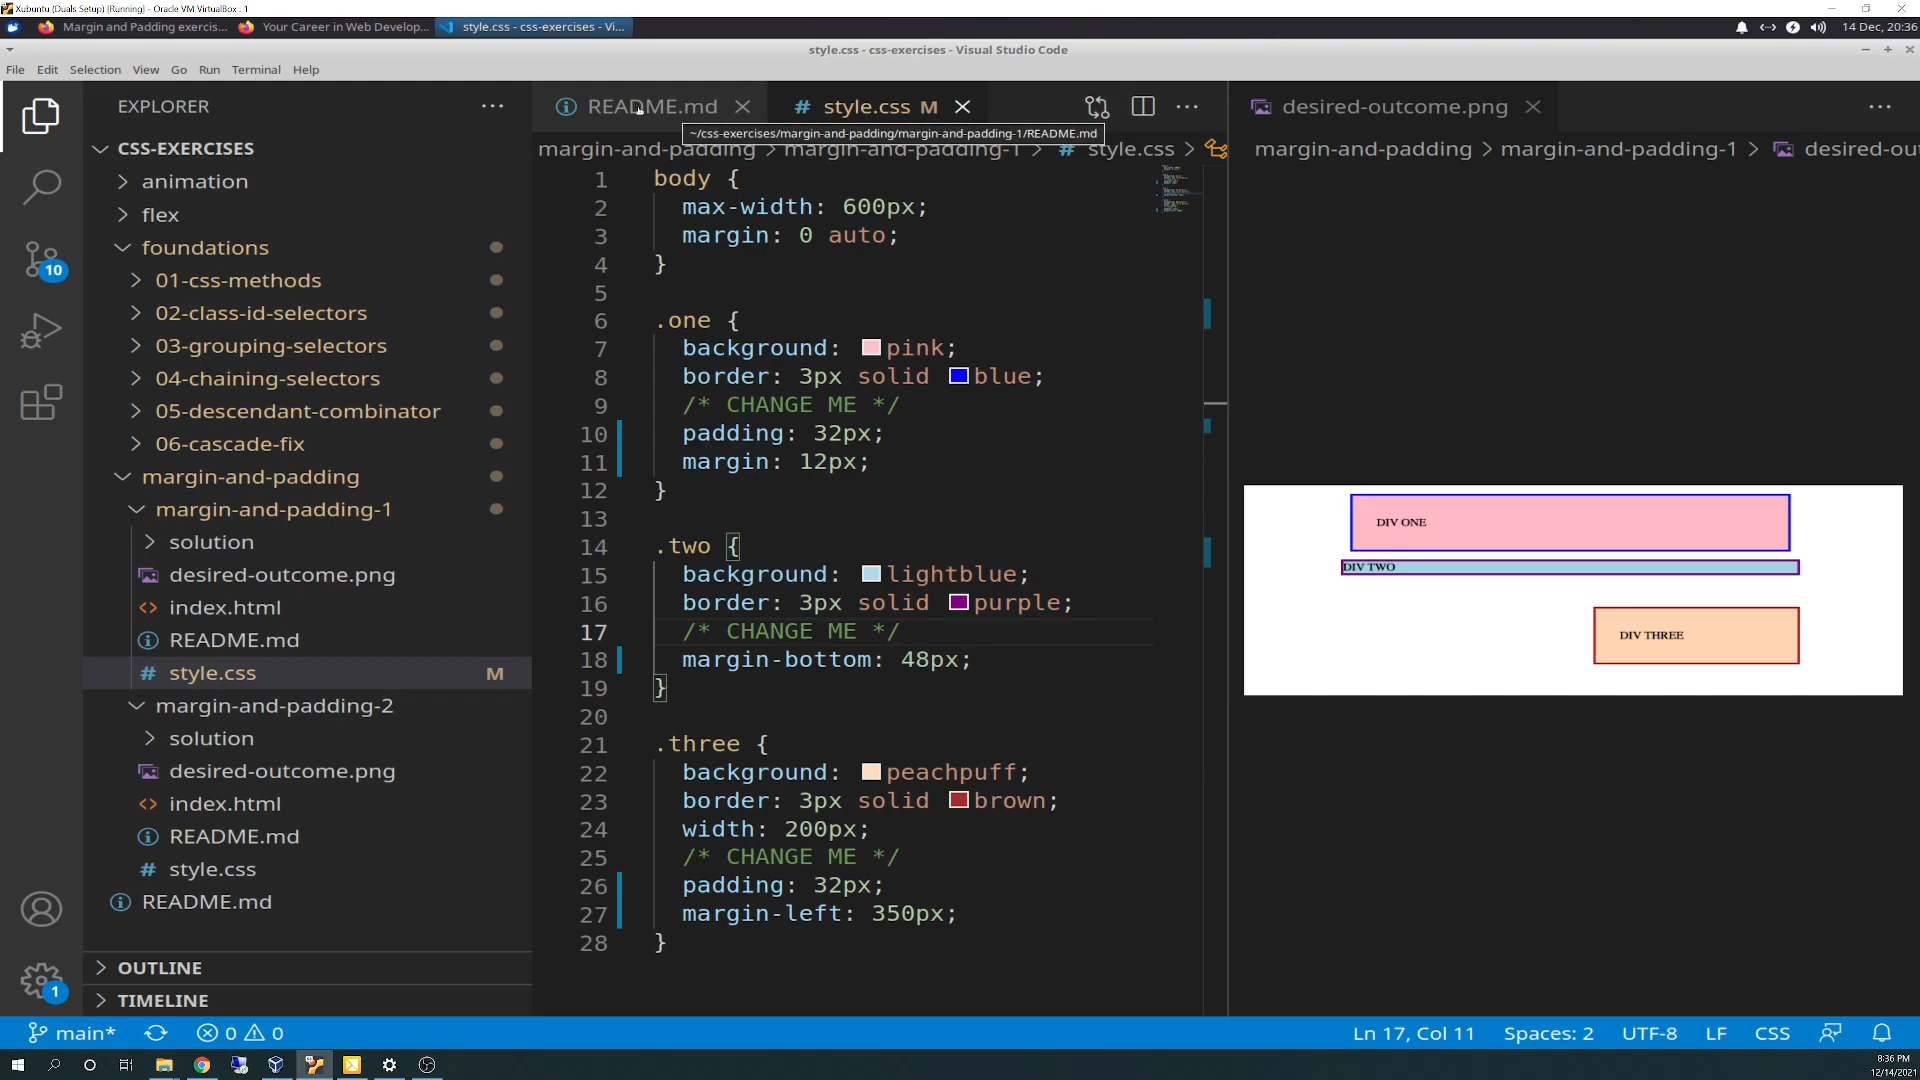 Xubuntu (Duals Setup) [Running] - Oracle VM VirtualBox : 1
Margin and Padding exercis...
Your Career in Web Develop...
style.css - css-exercises - Vi...
14 Dec, 20:36
style.css - css-exercises - Visual Studio Code
File Edit Selection View Go Run Terminal Help
EXPLORER
CSS-EXERCISES
animation
flex
foundations
01-css-methods
02-class-id-selectors
03-grouping-selectors
04-chaining-selectors
05-descendant-combinator
06-cascade-fix
margin-and-padding
margin-and-padding-1
solution
desired-outcome.png
index.html
README.md
style.css M
margin-and-padding-2
solution
desired-outcome.png
index.html
README.md
style.css
README.md
OUTLINE
TIMELINE
10
1
README.md
style.css M
~/css-exercises/margin-and-padding/margin-and-padding-1/README.md
margin-and-padding > margin-and-padding-1 > # style.css >
1 body {
2 max-width: 600px;
3 margin: 0 auto;
4 }
5
6 .one {
7 background: pink;
8 border: 3px solid blue;
9 /* CHANGE ME */
10 padding: 32px;
11 margin: 12px;
12 }
13
14 .two {
15 background: lightblue;
16 border: 3px solid purple;
17 /* CHANGE ME */
18 margin-bottom: 48px;
19 }
20
21 .three {
22 background: peachpuff;
23 border: 3px solid brown;
24 width: 200px;
25 /* CHANGE ME */
26 padding: 32px;
27 margin-left: 350px;
28 }
desired-outcome.png
margin-and-padding > margin-and-padding-1 > desired-ou
DIV ONE
DIV TWO
DIV THREE
main* 0 0
Ln 17, Col 11 Spaces: 2 UTF-8 LF CSS
8:36 PM
12/14/2021